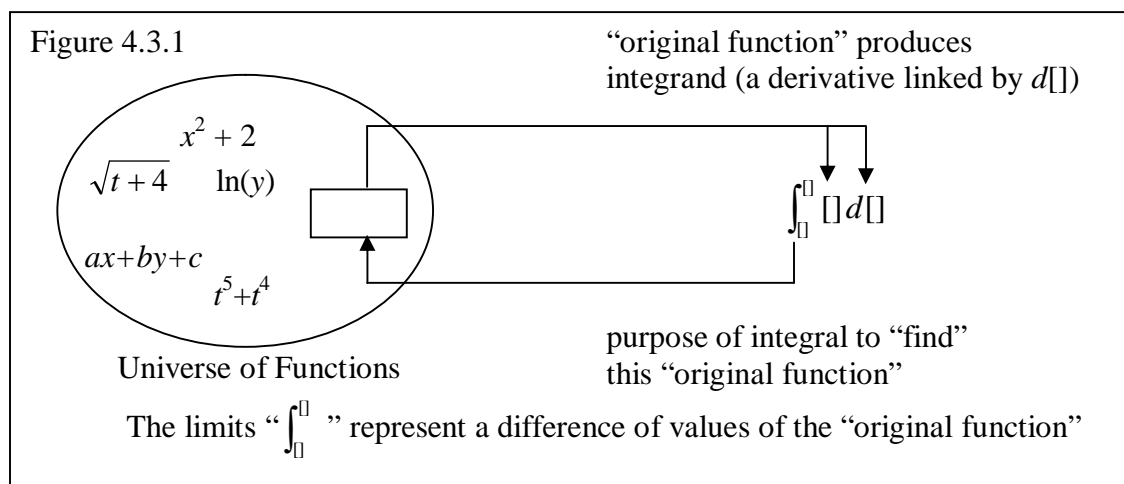 Figure 4.3.1
“original function” produces
integrand (a derivative linked by d[])
x² + 2
√(t + 4) ln(y)
∫_[]^[] [] d[]
ax+by+c
t⁵+t⁴
purpose of integral to “find”
this “original function”
Universe of Functions
The limits “∫_[]^[] ” represent a difference of values of the “original function”